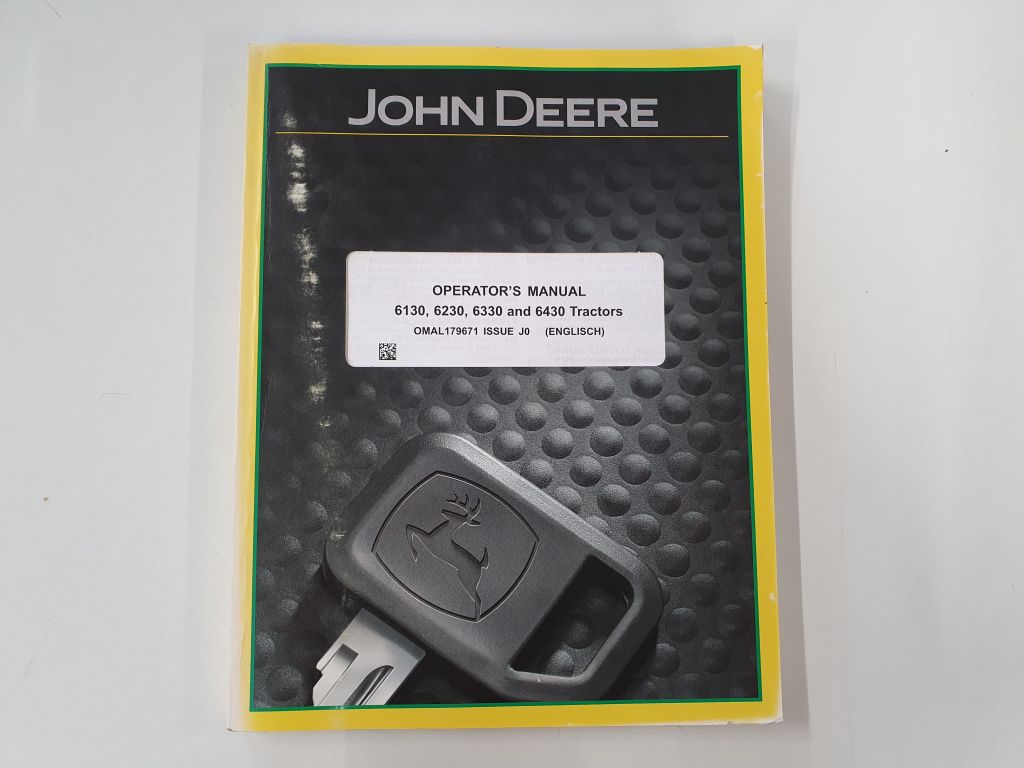 JOHN DEERE
OPERATOR'S MANUAL
6130, 6230, 6330 and 6430 Tractors
OMAL179671 ISSUE J0 (ENGLISCH)